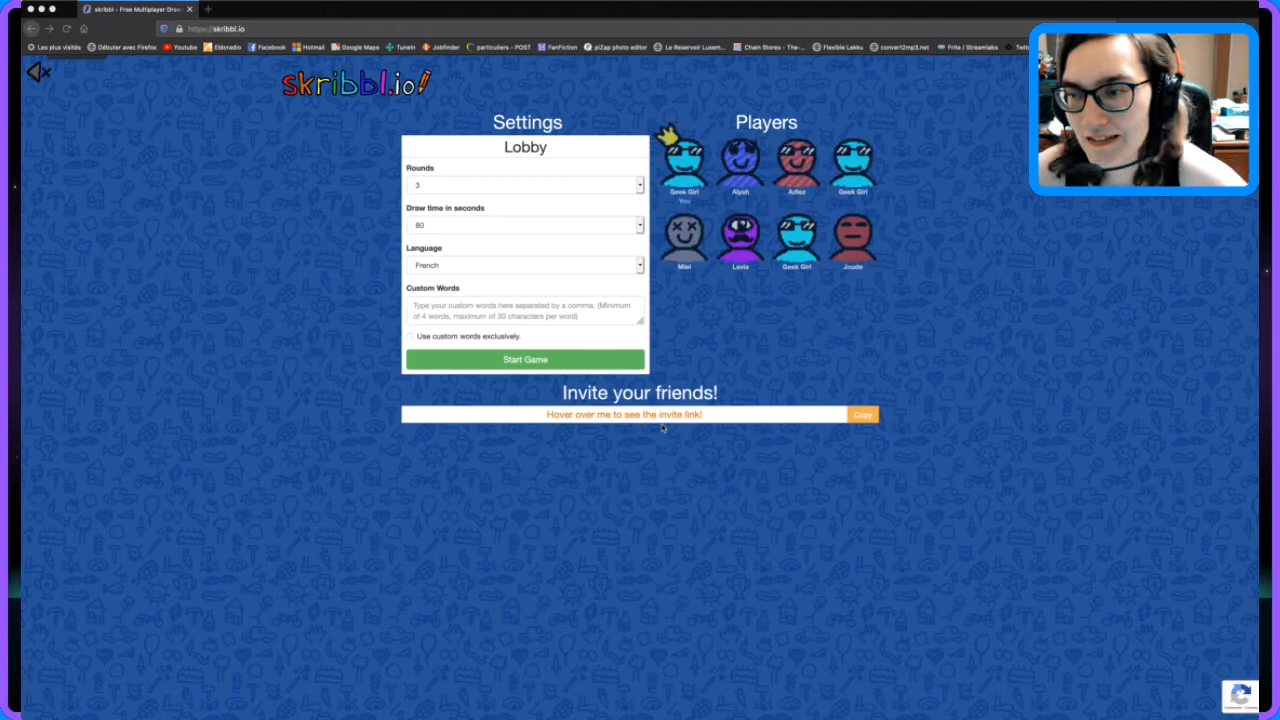 skribbl - Free Multiplayer Draw
https://skribbl.io
Les plus visités Débuter avec Firefox Youtube Eldoradio Facebook Hotmail Google Maps TuneIn Jobfinder particuliers - POST FanFiction piZap photo editor Le Reservoir Luxem... Chain Stores - The-... Flexible Lekku convert2mp3.net Frite / Streamlabs Twit
skribbl.io
Settings
Players
Lobby
Rounds
3
Draw time in seconds
80
Language
French
Custom Words
Type your custom words here separated by a comma. (Minimum
of 4 words, maximum of 30 characters per word)
Use custom words exclusively.
Start Game
Geek Girl
You
Geek Girl
Geek Girl
Invite your friends!
Hover over me to see the invite link!
Copy